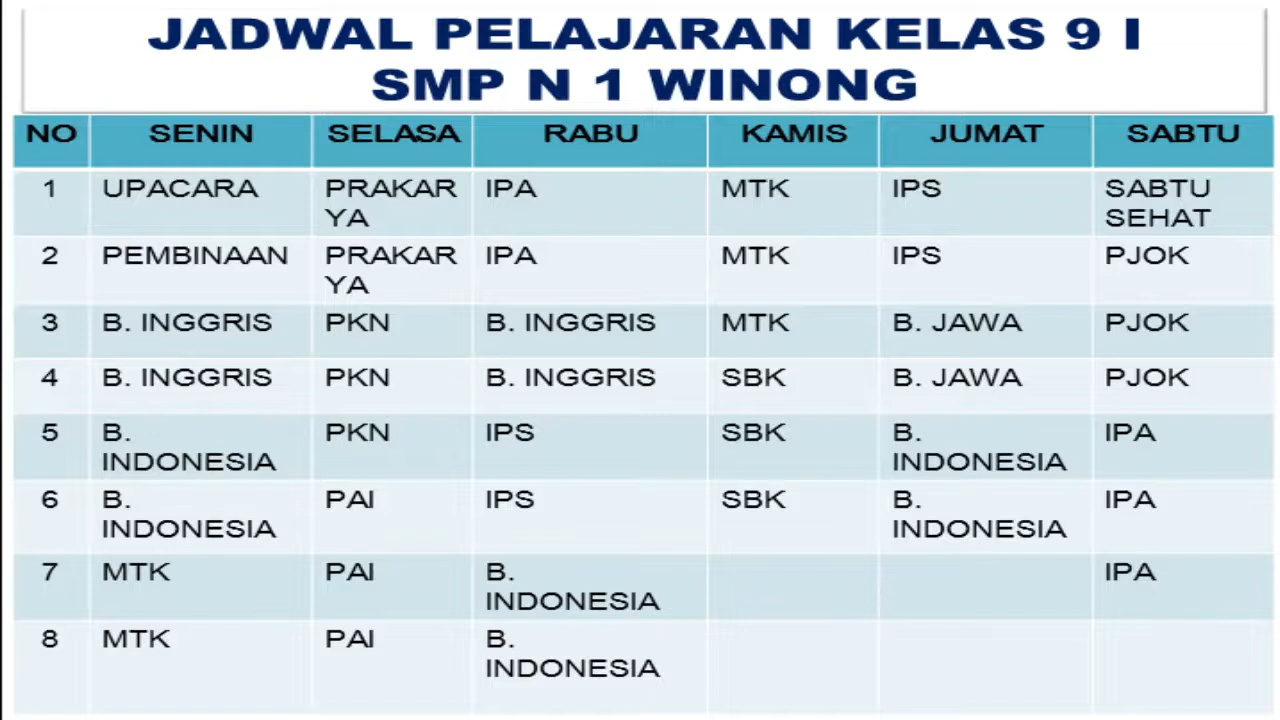 JADWAL PELAJARAN KELAS 9 I
SMP N 1 WINONG
NO SENIN SELASA RABU KAMIS JUMAT SABTU
1 UPACARA PRAKAR IPA MTK IPS SABTU
YA SEHAT
2 PEMBINAAN PRAKAR IPA MTK IPS PJOK
YA
3 B. INGGRIS PKN B. INGGRIS MTK B. JAWA PJOK
4 B. INGGRIS PKN B. INGGRIS SBK B. JAWA PJOK
5 B. PKN IPS SBK B. IPA
INDONESIA INDONESIA
6 B. PAI IPS SBK B. IPA
INDONESIA INDONESIA
7 MTK PAI B. IPA
INDONESIA
8 MTK PAI B.
INDONESIA